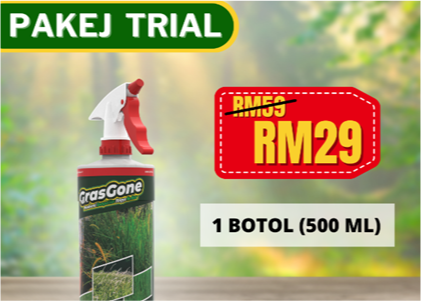 PAKEJ TRIAL
RM59
RM29
1 BOTOL (500 ML)
GrasGone